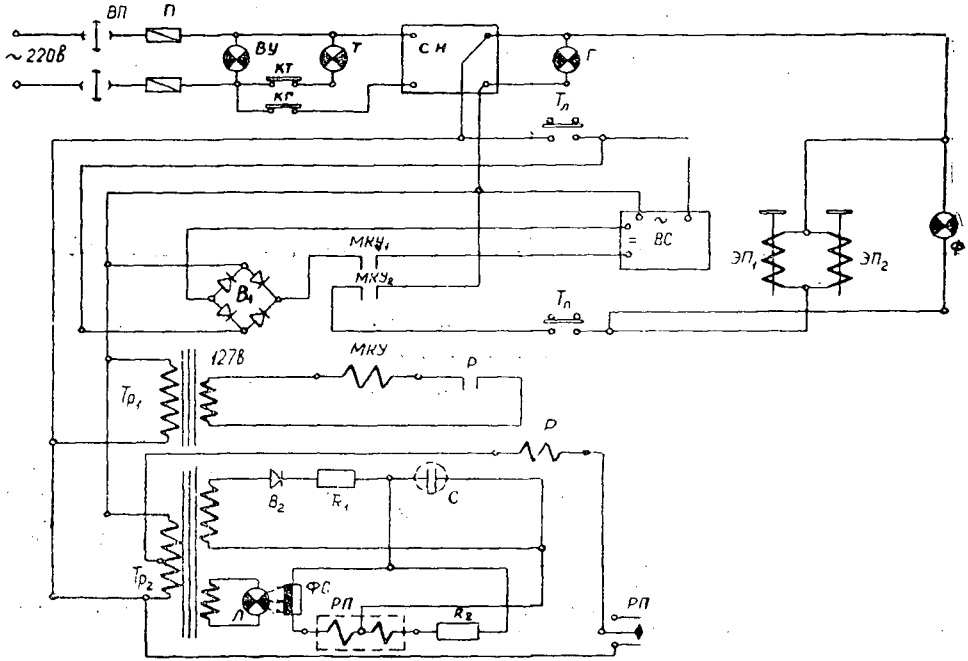 ВП
П
~220в
ВУ
Т
КТ
КГ
СН
Г
Тл
~
=
ВС
МКУ1
МКУ2
В1
ЭП1
ЭП2
Ф
Тл
127в
МКУ
Р
Тр1
Р
В2
R1
С
Тр2
Л
ФС
РП
R2
РП